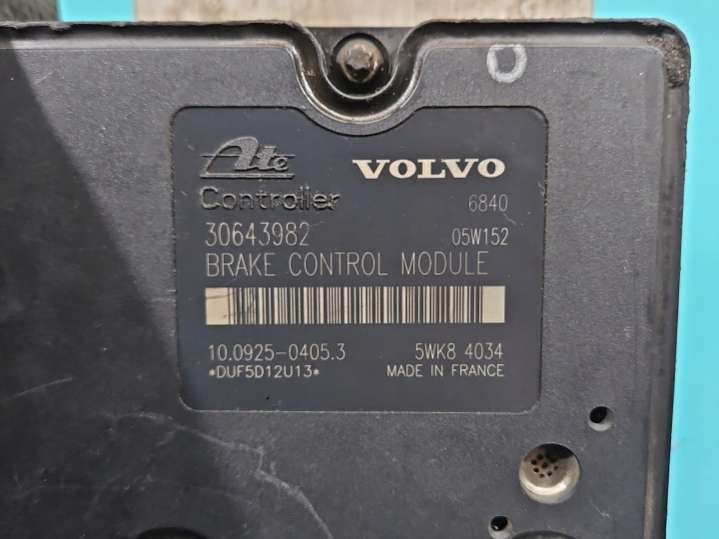 Ate VOLVO
Controller 6840
30643982 05W152
BRAKE CONTROL MODULE
10.0925-0405.3 5WK8 4034
*DUF5D12U13* MADE IN FRANCE